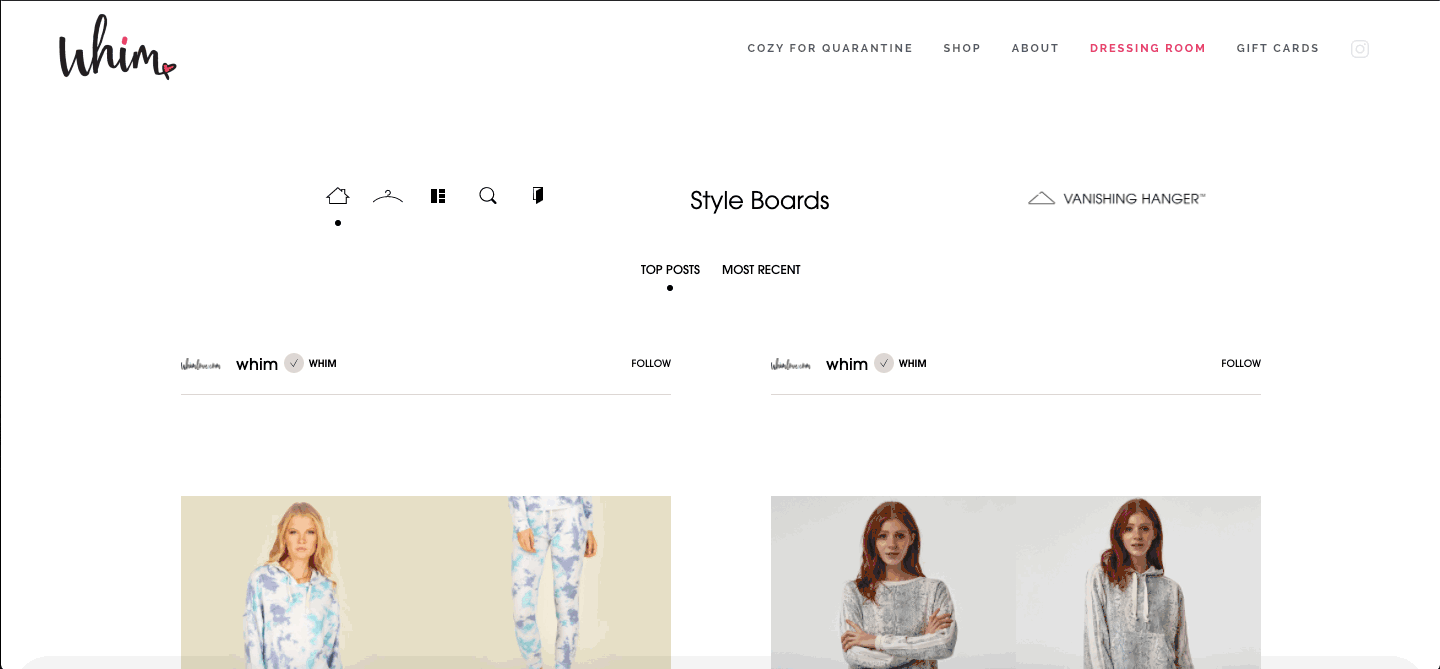 Whim
COZY FOR QUARANTINE SHOP ABOUT DRESSING ROOM GIFT CARDS
Style Boards
VANISHING HANGER™
TOP POSTS MOST RECENT
whimlove.com whim ✓ WHIM FOLLOW
whimlove.com whim ✓ WHIM FOLLOW